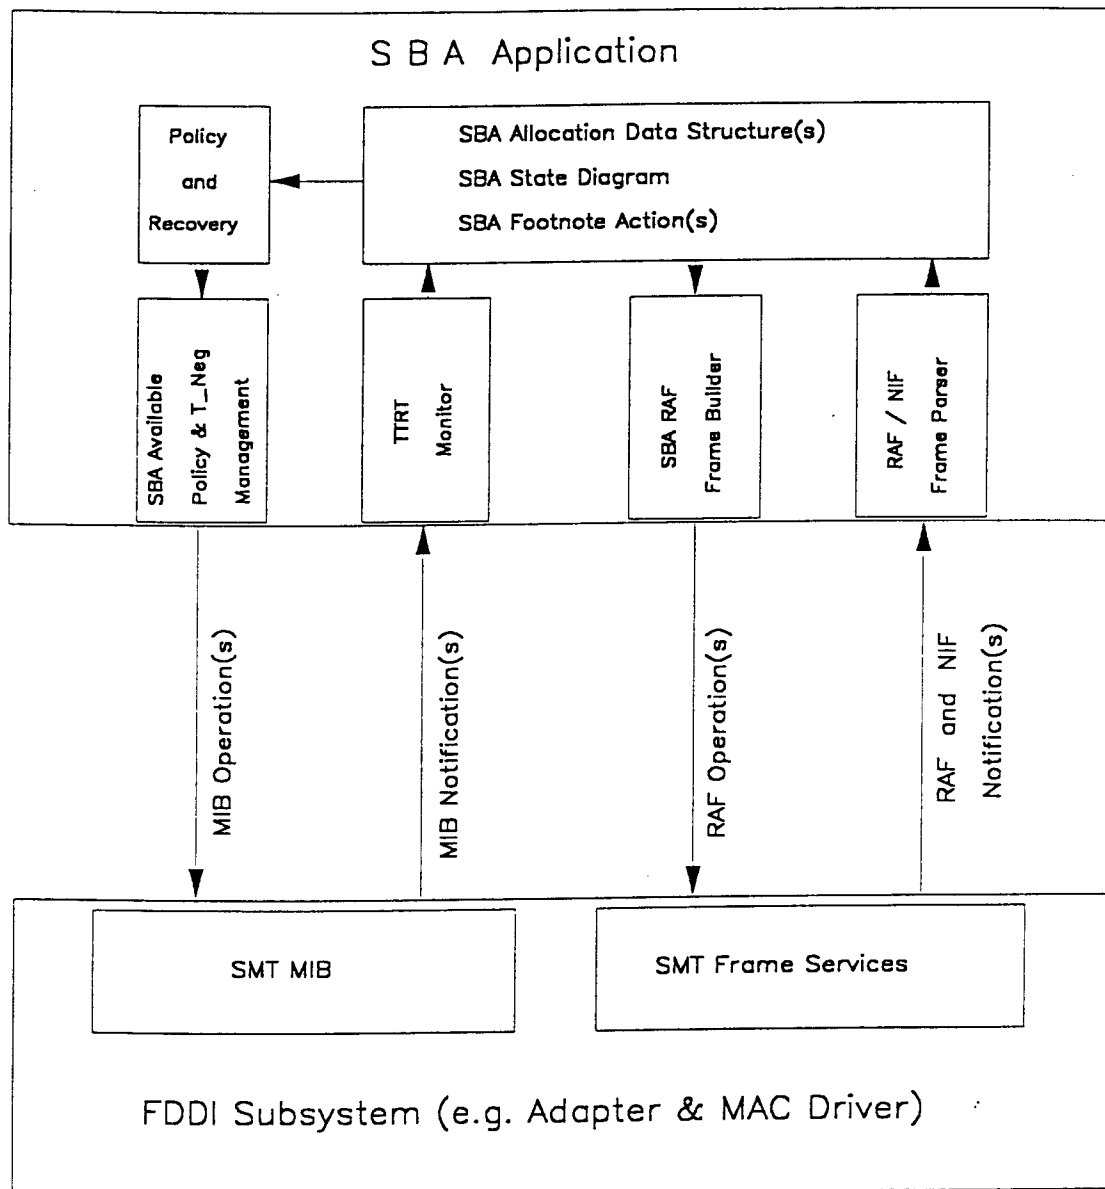 S B A Application
Policy
and
Recovery
SBA Allocation Data Structure(s)
SBA State Diagram
SBA Footnote Action(s)
SBA Available
Policy & T_Neg
Management
TTRT
Monitor
SBA RAF
Frame Builder
RAF / NIF
Frame Parser
MIB Operation(s)
MIB Notification(s)
RAF Operation(s)
RAF and NIF
Notification(s)
SMT MIB
SMT Frame Services
FDDI Subsystem (e.g. Adapter & MAC Driver)